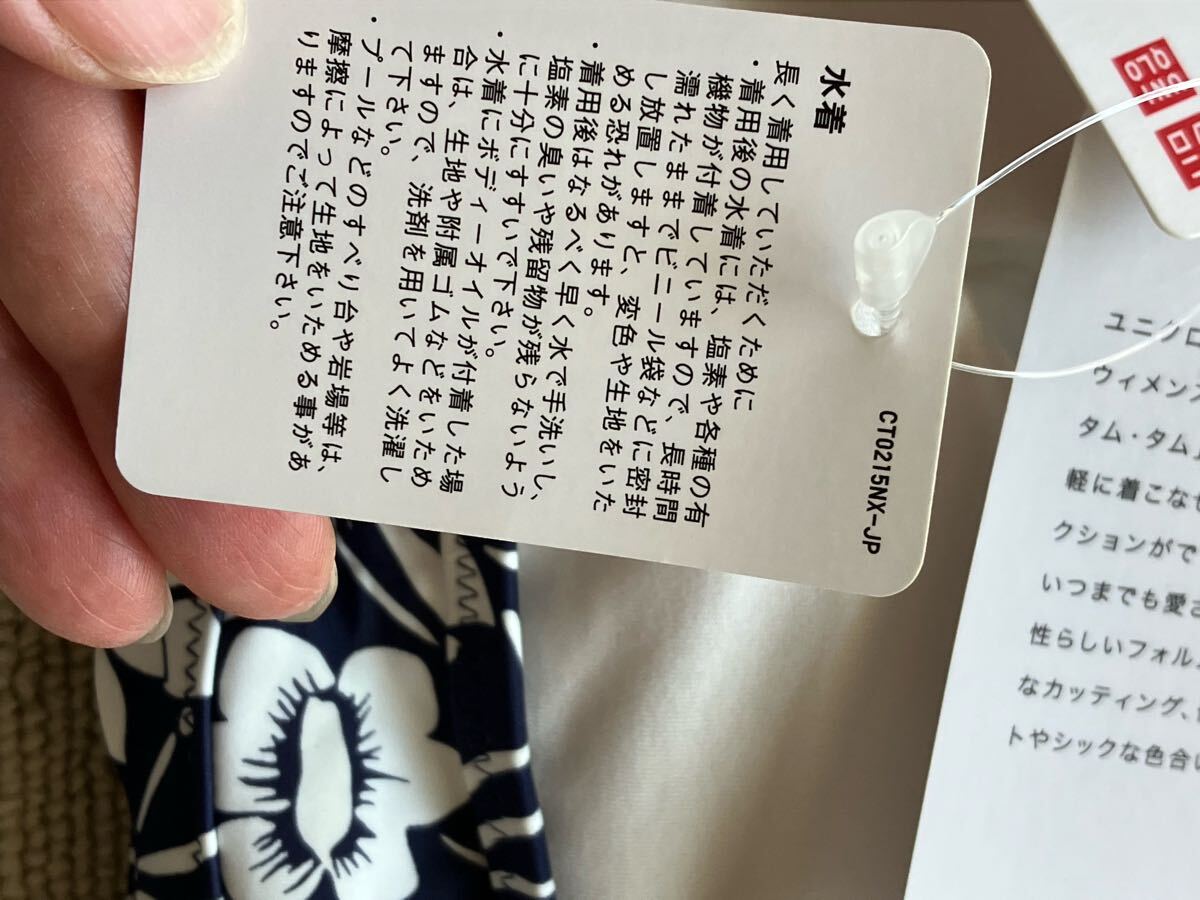 CT0215NX-JP
水着
長く着用していただくために
・着用後の水着には、塩素や各種の有
機物が付着していますので、長時間
濡れたままでビニール袋などに密封
し放置しますと、変色や生地をいた
める恐れがあります。
・着用後はなるべく早く水で手洗いし、
塩素の臭いや残留物が残らないよう
に十分にすすいで下さい。
・水着にボディーオイルが付着した場
合は、生地や附属ゴムなどをいため
ますので、洗剤を用いてよく洗濯し
て下さい。
・プールなどのすべり台や岩場等は、
摩擦によって生地をいためる事があ
りますのでご注意下さい。
UNI
QLO
ユニクロ
ウィメンズ
タム・タム
軽に着こなせ
クションがで
いつまでも愛さ
性らしいフォル
なカッティング、
トやシックな色合い